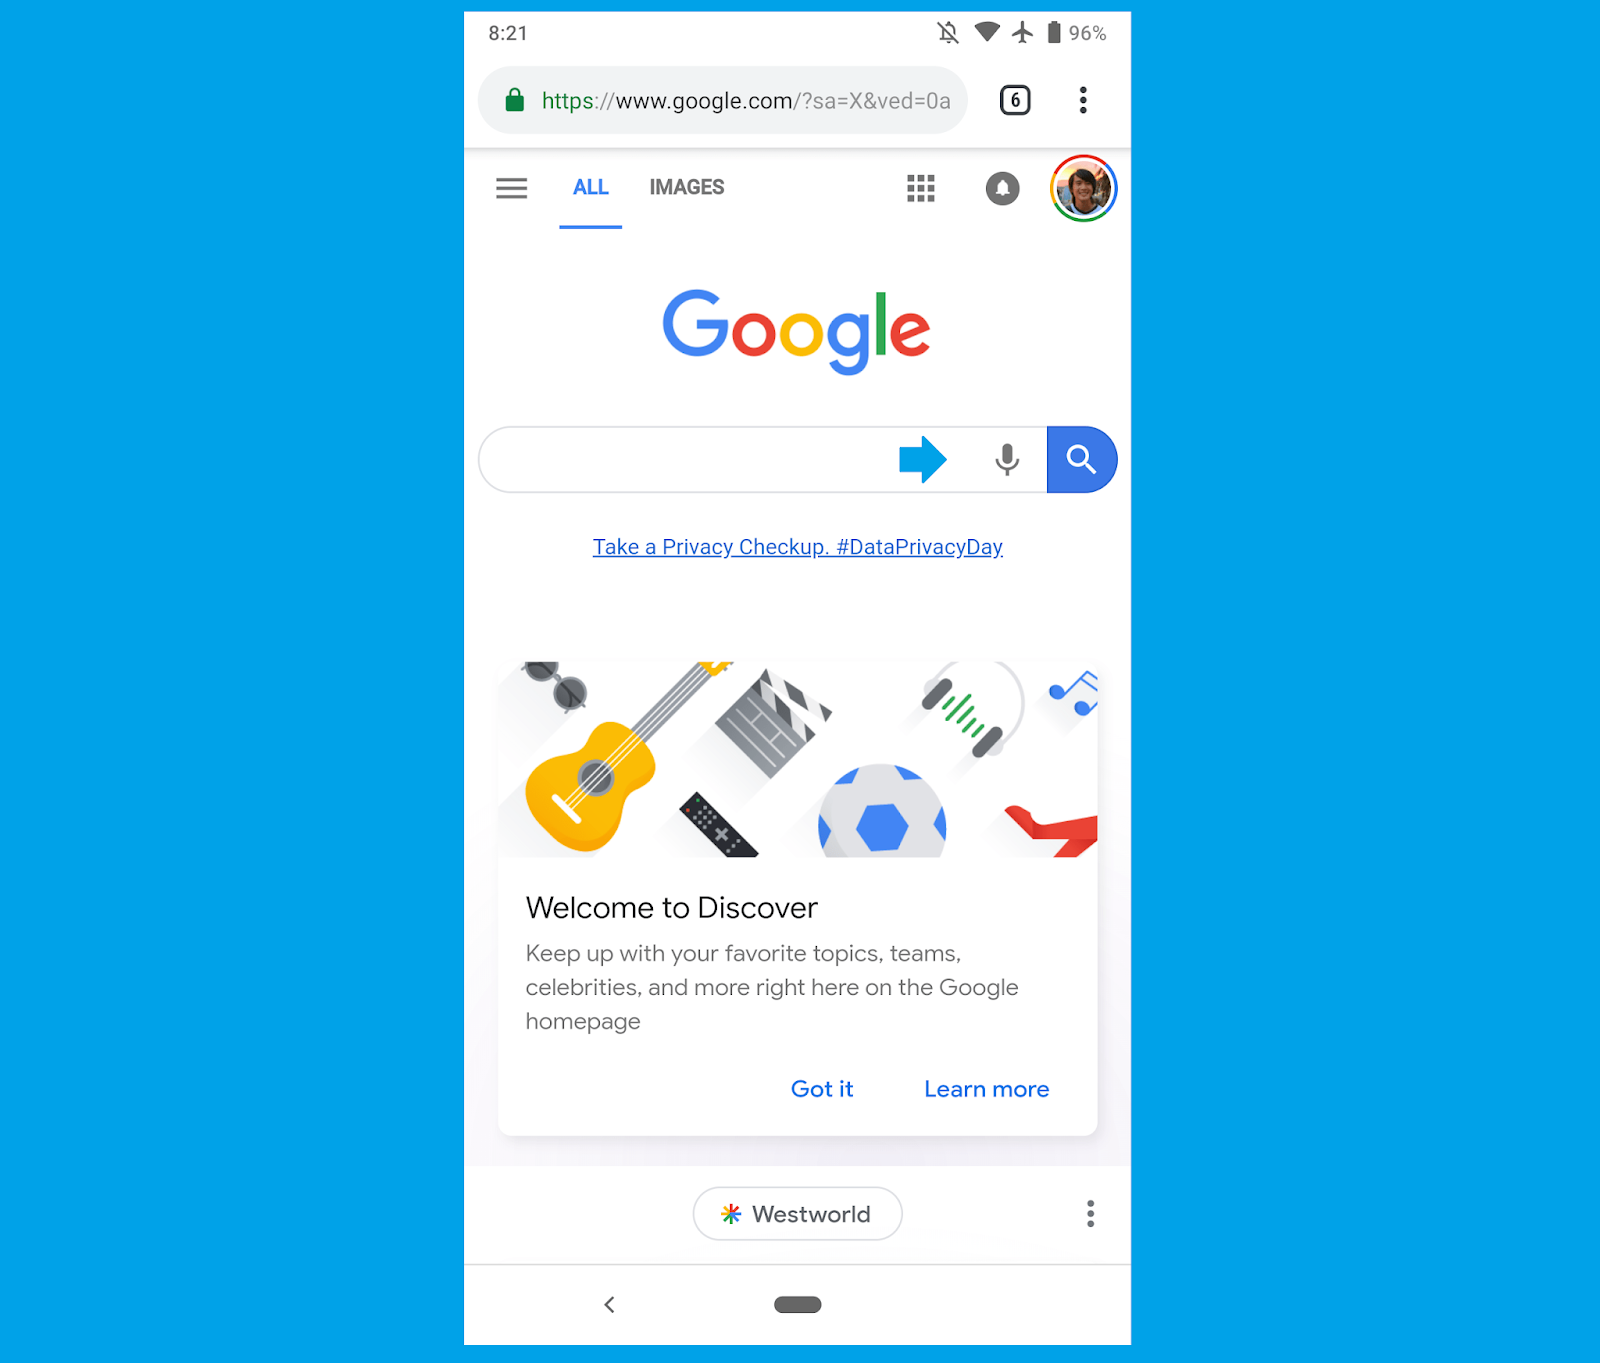 8:21
96%
https://www.google.com/?sa=X&ved=0a
6
ALL
IMAGES
Google
Take a Privacy Checkup. #DataPrivacyDay
Welcome to Discover
Keep up with your favorite topics, teams,
celebrities, and more right here on the Google
homepage
Got it
Learn more
Westworld